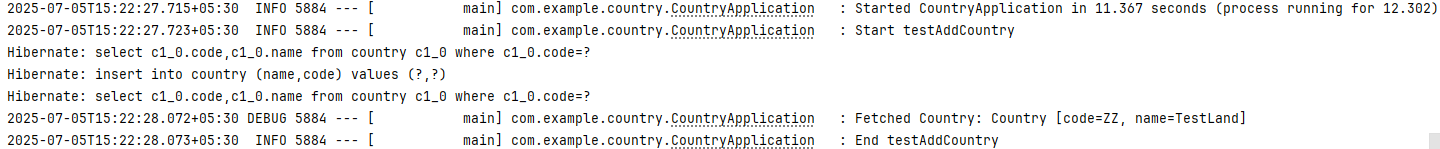 2025-07-05T15:22:27.715+05:30  INFO 5884 --- [           main] com.example.country.CountryApplication   : Started CountryApplication in 11.367 seconds (process running for 12.302)
2025-07-05T15:22:27.723+05:30  INFO 5884 --- [           main] com.example.country.CountryApplication   : Start testAddCountry
Hibernate: select c1_0.code,c1_0.name from country c1_0 where c1_0.code=?
Hibernate: insert into country (name,code) values (?,?)
Hibernate: select c1_0.code,c1_0.name from country c1_0 where c1_0.code=?
2025-07-05T15:22:28.072+05:30 DEBUG 5884 --- [           main] com.example.country.CountryApplication   : Fetched Country: Country [code=ZZ, name=TestLand]
2025-07-05T15:22:28.073+05:30  INFO 5884 --- [           main] com.example.country.CountryApplication   : End testAddCountry